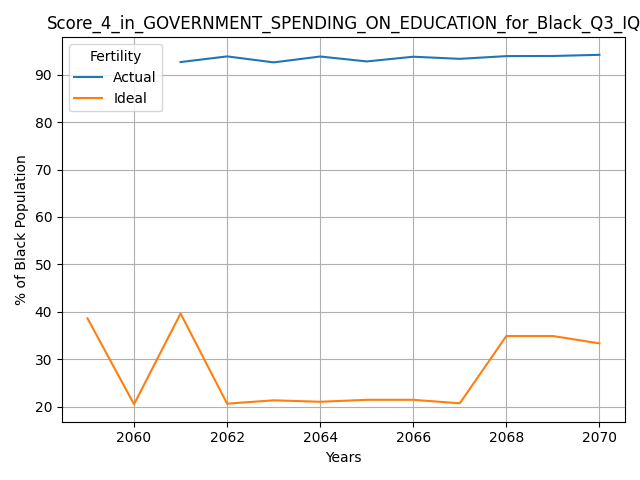 Score_4_in_GOVERNMENT_SPENDING_ON_EDUCATION_for_Black_Q3_IQ
Fertility
Actual
Ideal
% of Black Population
90
80
70
60
50
40
30
20
2060 2062 2064 2066 2068 2070
Years